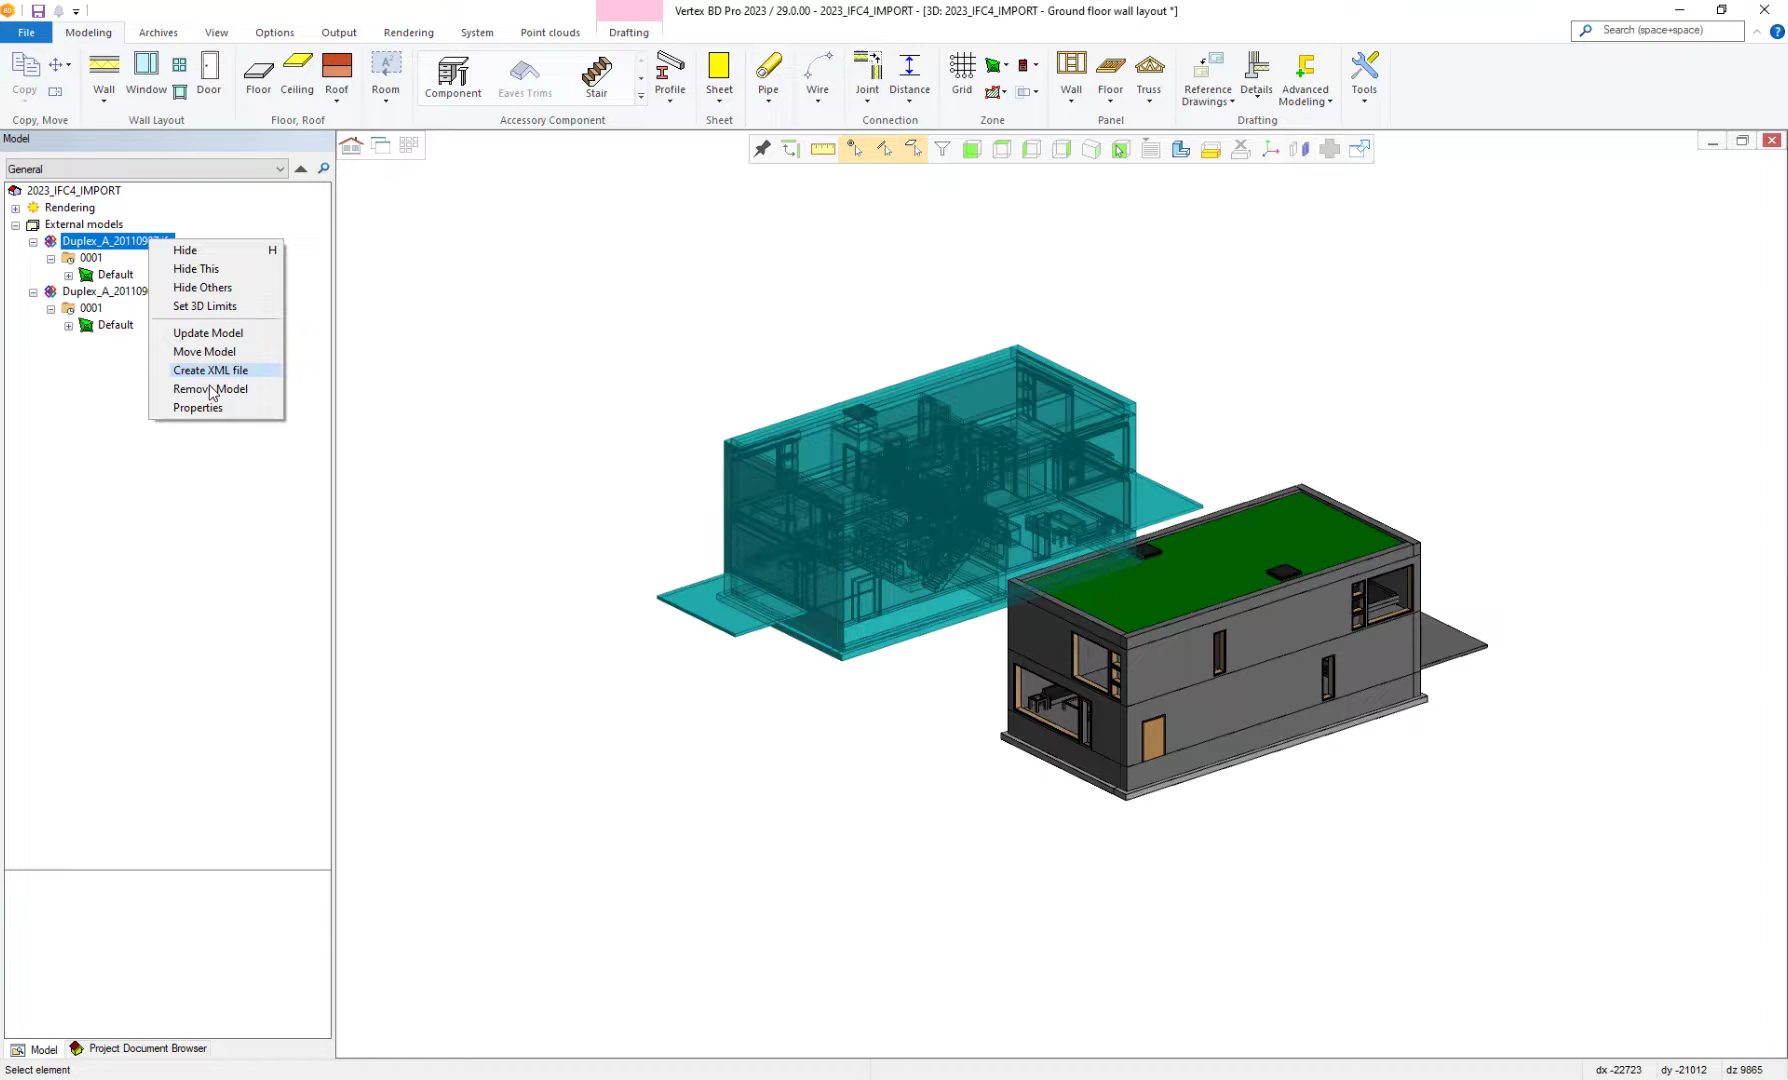 BD
Vertex BD Pro 2023 / 29.0.00 - 2023_IFC4_IMPORT - [3D: 2023_IFC4_IMPORT - Ground floor wall layout *]
File Modeling Archives View Options Output Rendering System Point clouds Drafting
Search (space+space)
Copy Wall Window Door Floor Ceiling Roof Room Component Eaves Trims Stair Profile Sheet Pipe Wire Joint Distance Grid Wall Floor Truss Reference Drawings Details Advanced Modeling Tools
Copy, Move Wall Layout Floor, Roof Accessory Component Sheet Connection Zone Panel Drafting
Model
General
2023_IFC4_IMPORT
Rendering
External models
0001
Default
0001
Default
Hide H
Hide This
Hide Others
Set 3D Limits
Update Model
Move Model
Create XML file
Remove Model
Properties
Model Project Document Browser
Select element
dx -22723 dy -21012 dz 9865